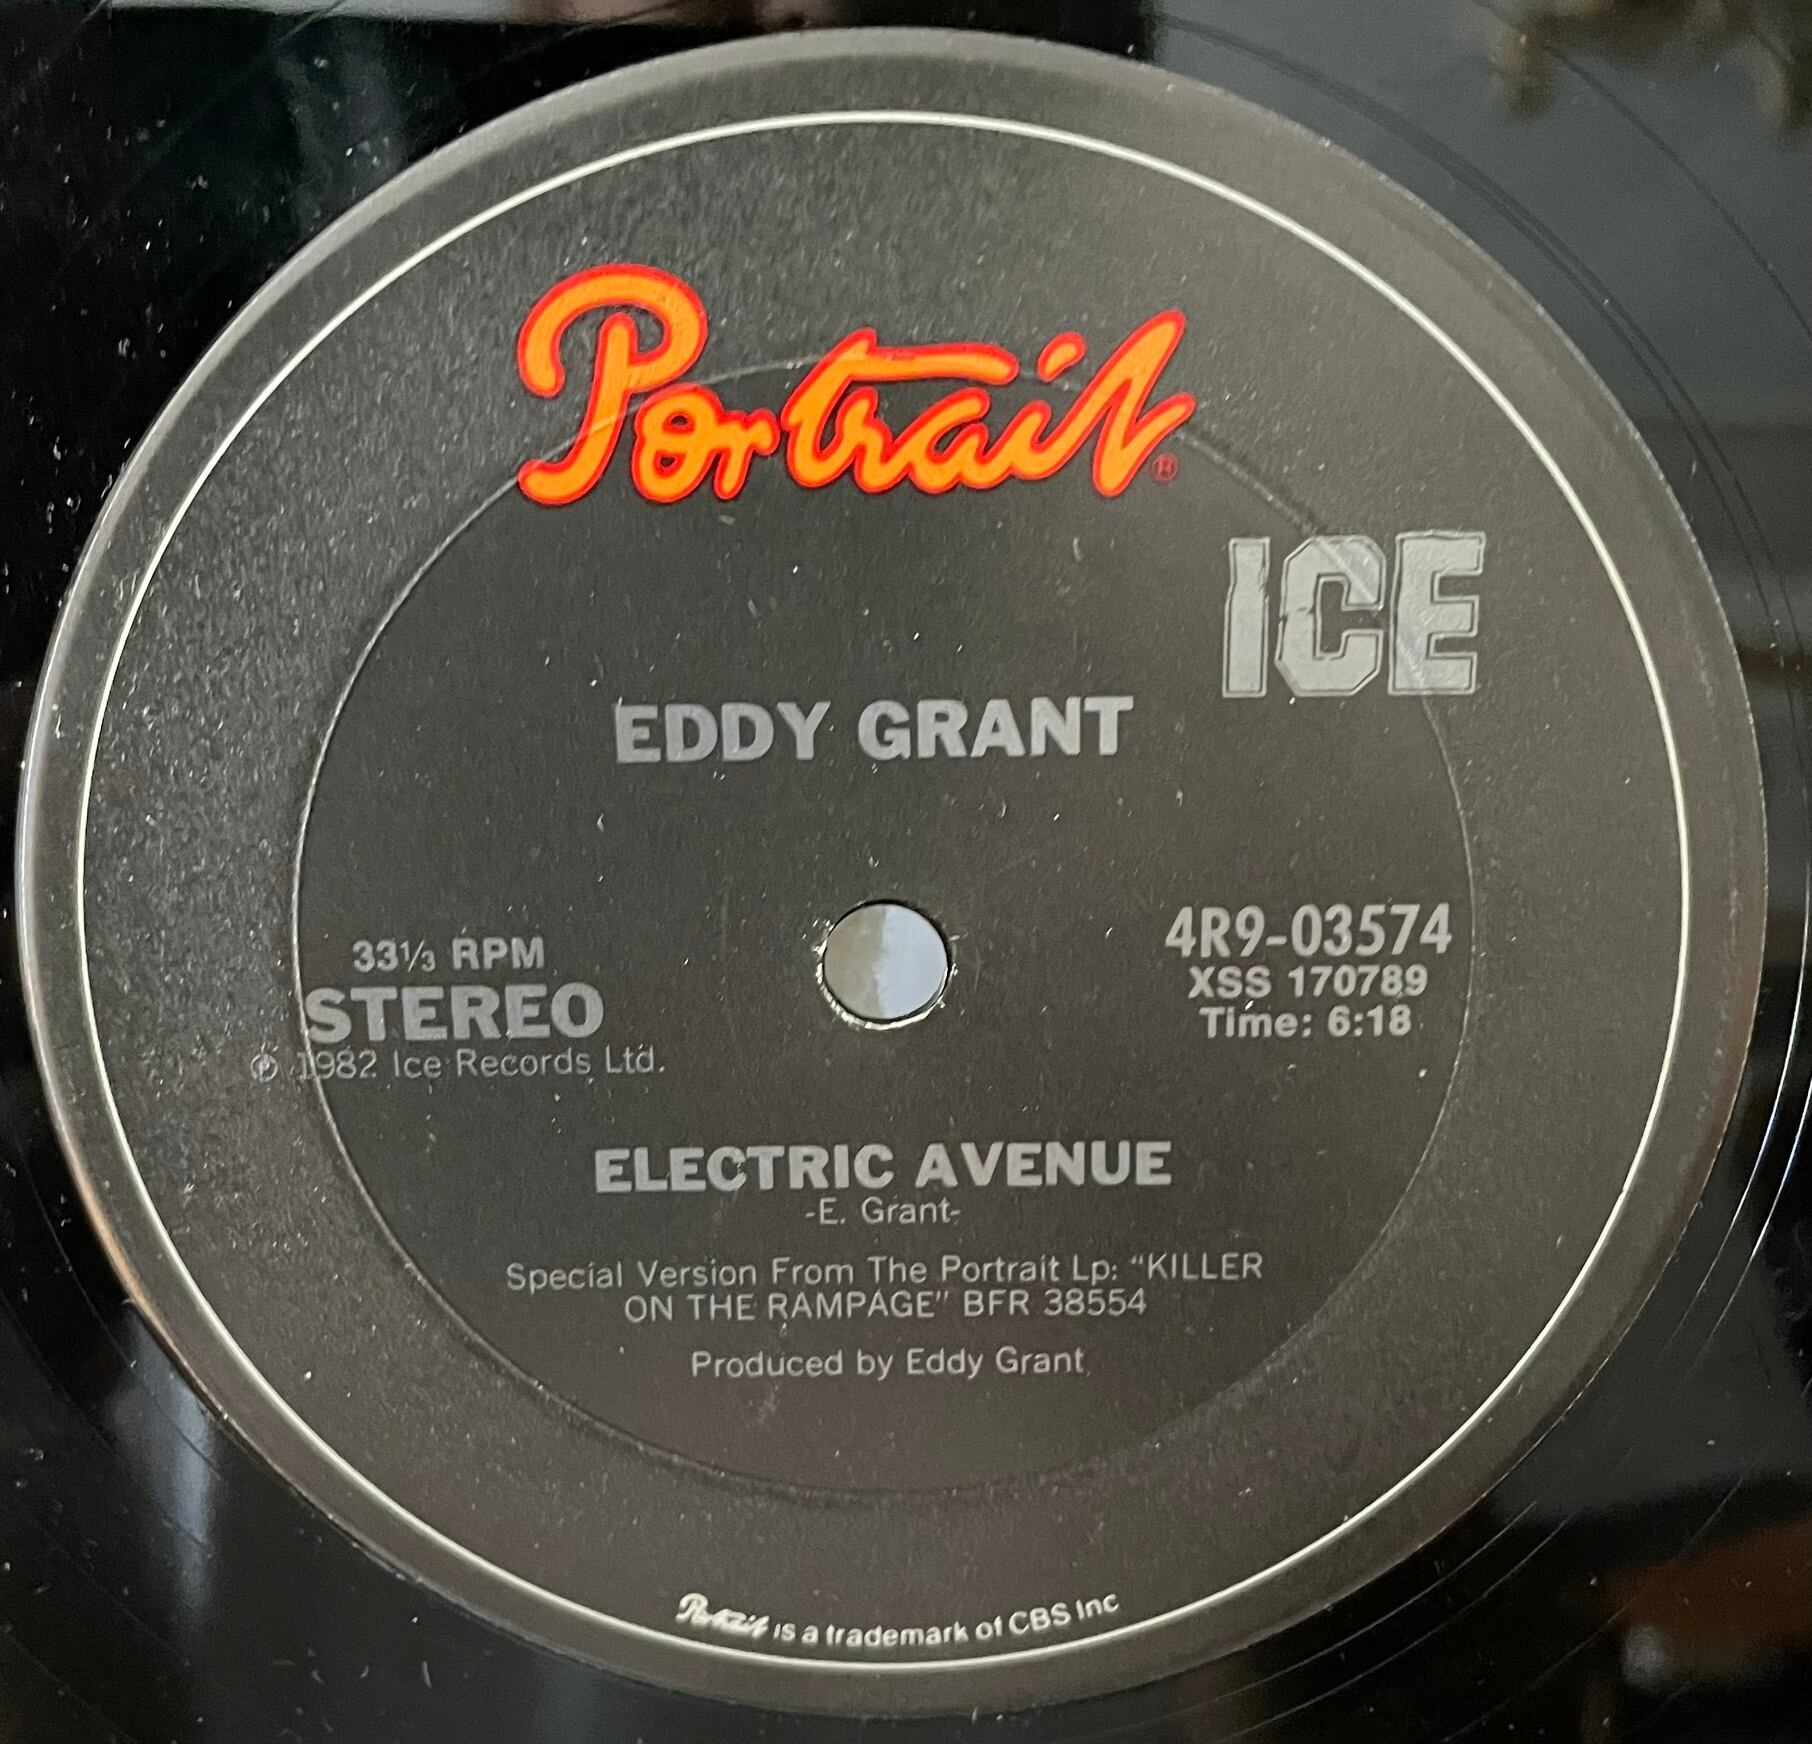 Portrait®
ICE
EDDY GRANT
33⅓ RPM
STEREO
℗ 1982 Ice Records Ltd.
4R9-03574
XSS 170789
Time: 6:18
ELECTRIC AVENUE
-E. Grant-
Special Version From The Portrait Lp: “KILLER
ON THE RAMPAGE” BFR 38554
Produced by Eddy Grant
Portrait is a trademark of CBS Inc